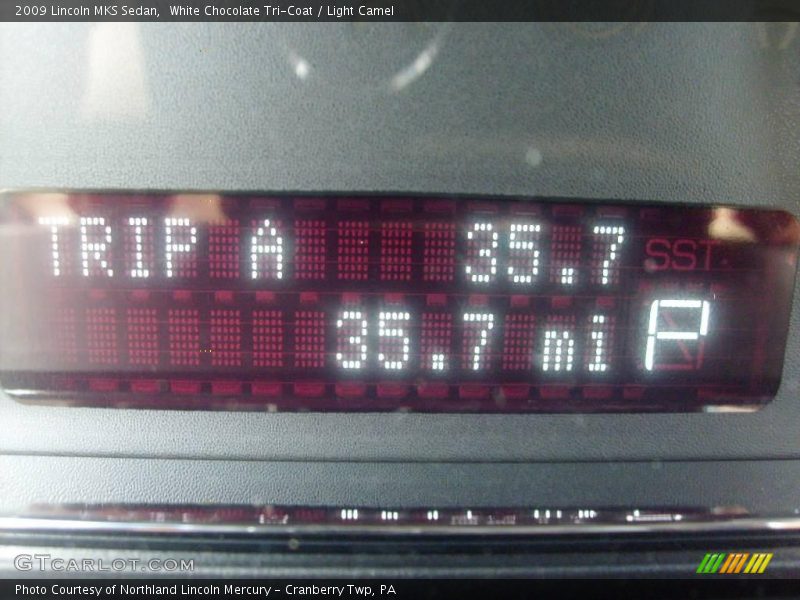 2009 Lincoln MKS Sedan,  White Chocolate Tri-Coat / Light Camel
TRIP A 35.7 SST
35.7 mi P
GTCARLOT.COM
Photo Courtesy of Northland Lincoln Mercury - Cranberry Twp, PA